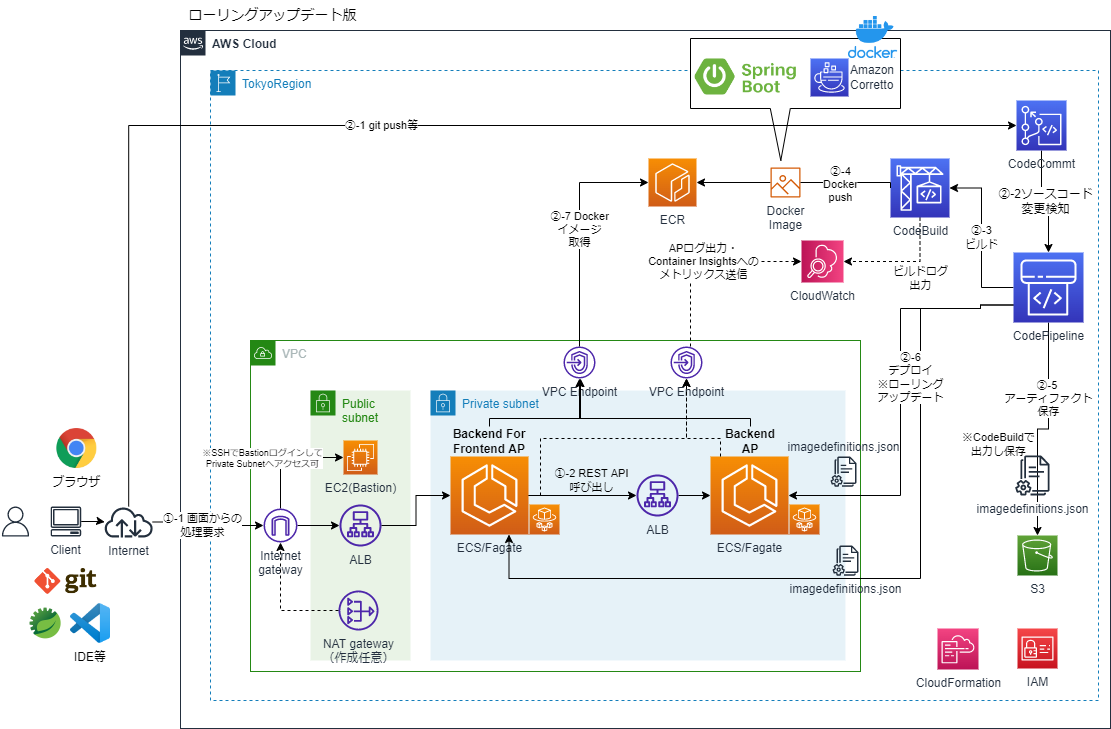 ローリングアップデート版
aws
AWS Cloud
TokyoRegion
Spring
Boot
docker
Amazon
Corretto
②-1 git push等
CodeCommt
②-2ソースコード
変更検知
②-4
Docker
push
ECR
Docker
Image
CodeBuild
②-3
ビルド
②-7 Docker
イメージ
取得
APログ出力・
Container Insightsへの
メトリックス送信
CloudWatch
ビルドログ
出力
CodePipeline
VPC
VPC Endpoint
VPC Endpoint
②-6
デプロイ
※ローリング
アップデート
②-5
アーティファクト
保存
Public
subnet
Private subnet
Backend For
Frontend AP
Backend
AP
imagedefinitions.json
※CodeBuildで
出力し保存
※SSHでBastionログインして
Private Subnetへアクセス可
EC2(Bastion)
①-2 REST API
呼び出し
ブラウザ
imagedefinitions.json
①-1 画面からの
処理要求
Client
Internet
Internet
gateway
ALB
ECS/Fagate
ALB
ECS/Fagate
git
imagedefinitions.json
S3
NAT gateway
（作成任意）
IDE等
CloudFormation
IAM